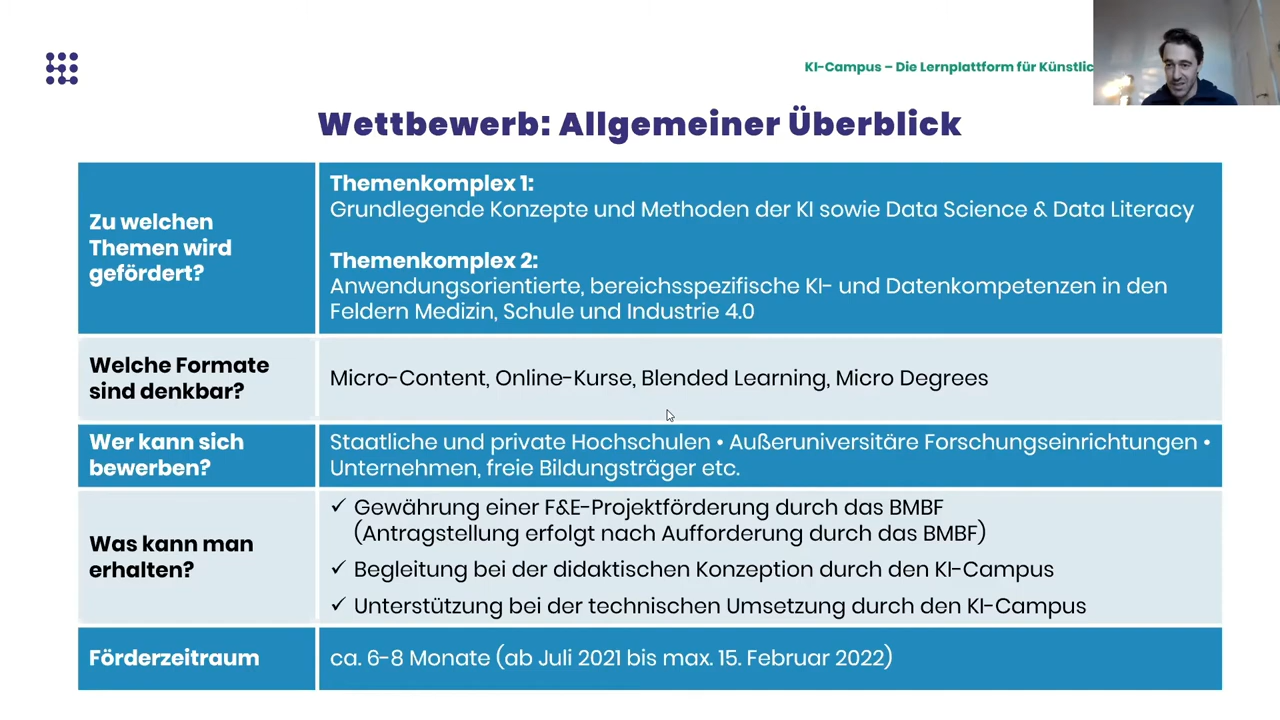 KI-Campus – Die Lernplattform für
Wettbewerb: Allgemeiner Überblick
Zu welchen
Themen wird
gefördert?
Themenkomplex 1:
Grundlegende Konzepte und Methoden der KI sowie Data Science & Data Literacy
Themenkomplex 2:
Anwendungsorientierte, bereichsspezifische KI- und Datenkompetenzen in den
Feldern Medizin, Schule und Industrie 4.0
Welche Formate
sind denkbar?
Micro-Content, Online-Kurse, Blended Learning, Micro Degrees
Wer kann sich
bewerben?
Staatliche und private Hochschulen • Außeruniversitäre Forschungseinrichtungen •
Unternehmen, freie Bildungsträger etc.
Was kann man
erhalten?
✓ Gewährung einer F&E-Projektförderung durch das BMBF
(Antragstellung erfolgt nach Aufforderung durch das BMBF)
✓ Begleitung bei der didaktischen Konzeption durch den KI-Campus
✓ Unterstützung bei der technischen Umsetzung durch den KI-Campus
Förderzeitraum
ca. 6-8 Monate (ab Juli 2021 bis max. 15. Februar 2022)